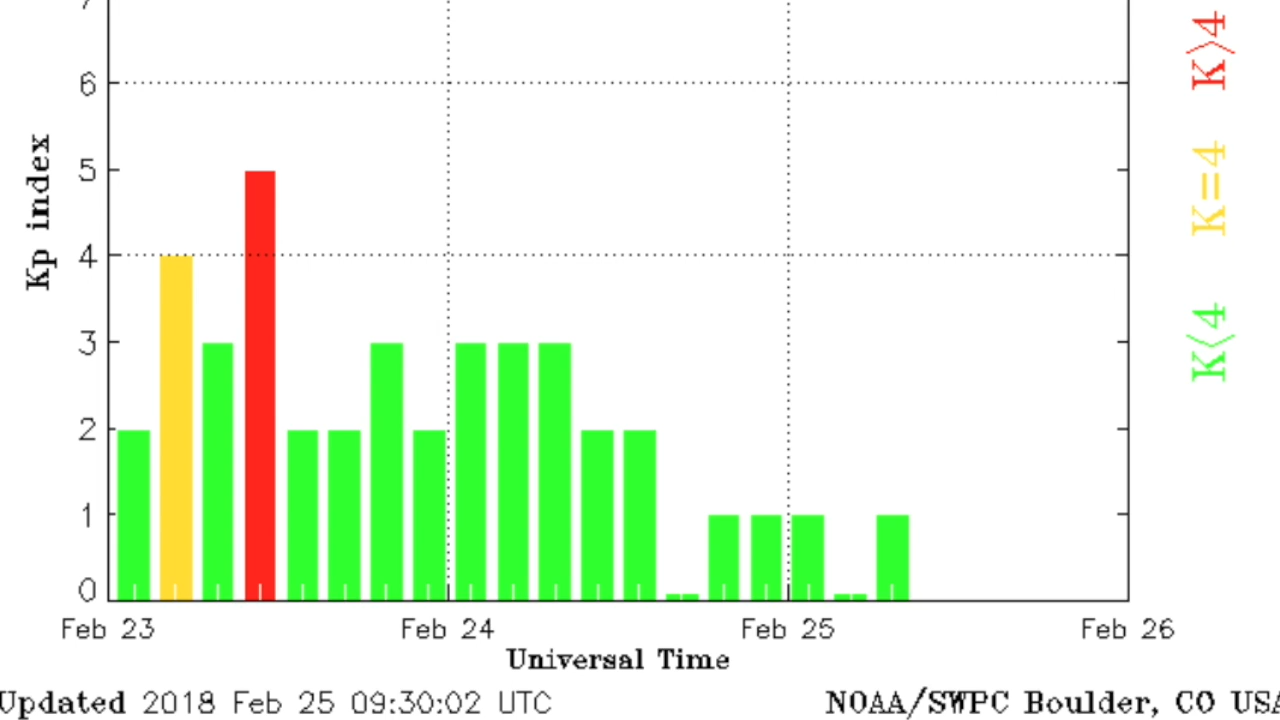 7
6
5
4
3
2
1
0
Kp index
Feb 23 Feb 24 Feb 25 Feb 26
Universal Time
Updated 2018 Feb 25 09:30:02 UTC
NOAA/SWPC Boulder, CO USA
K>4
K=4
K<4